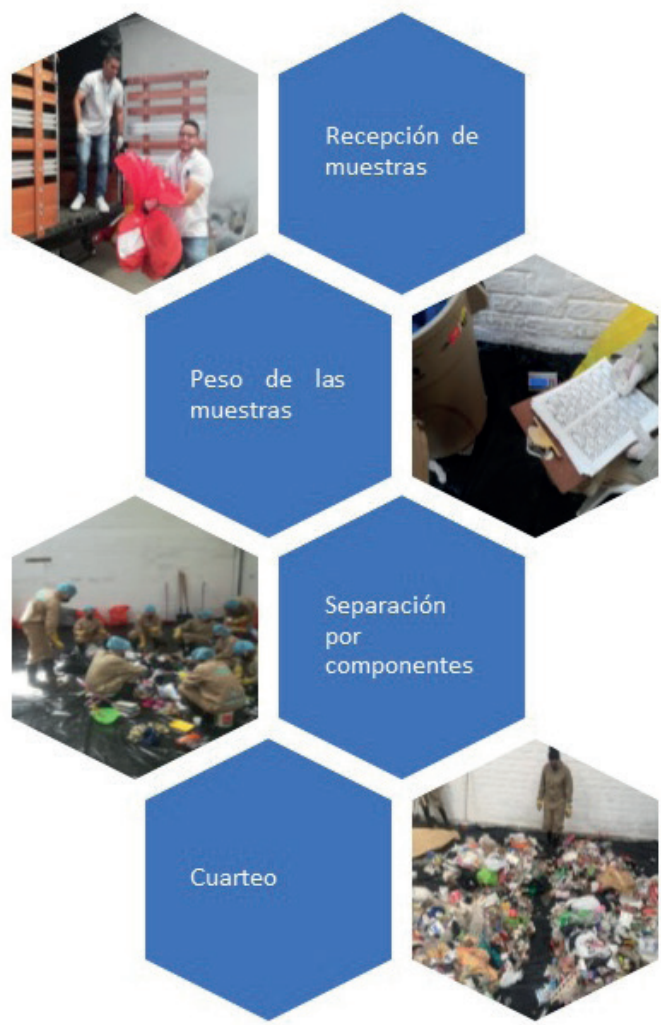 Recepción de
muestras
Peso de las
muestras
Separación
por
componentes
Cuarteo